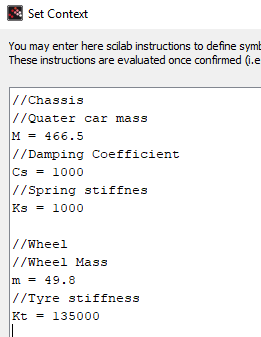 Set Context
You may enter here scilab instructions to define symb
These instructions are evaluated once confirmed (i.e
//Chassis
//Quater car mass
M = 466.5
//Damping Coefficient
Cs = 1000
//Spring stiffnes
Ks = 1000
//Wheel
//Wheel Mass
m = 49.8
//Tyre stiffness
Kt = 135000